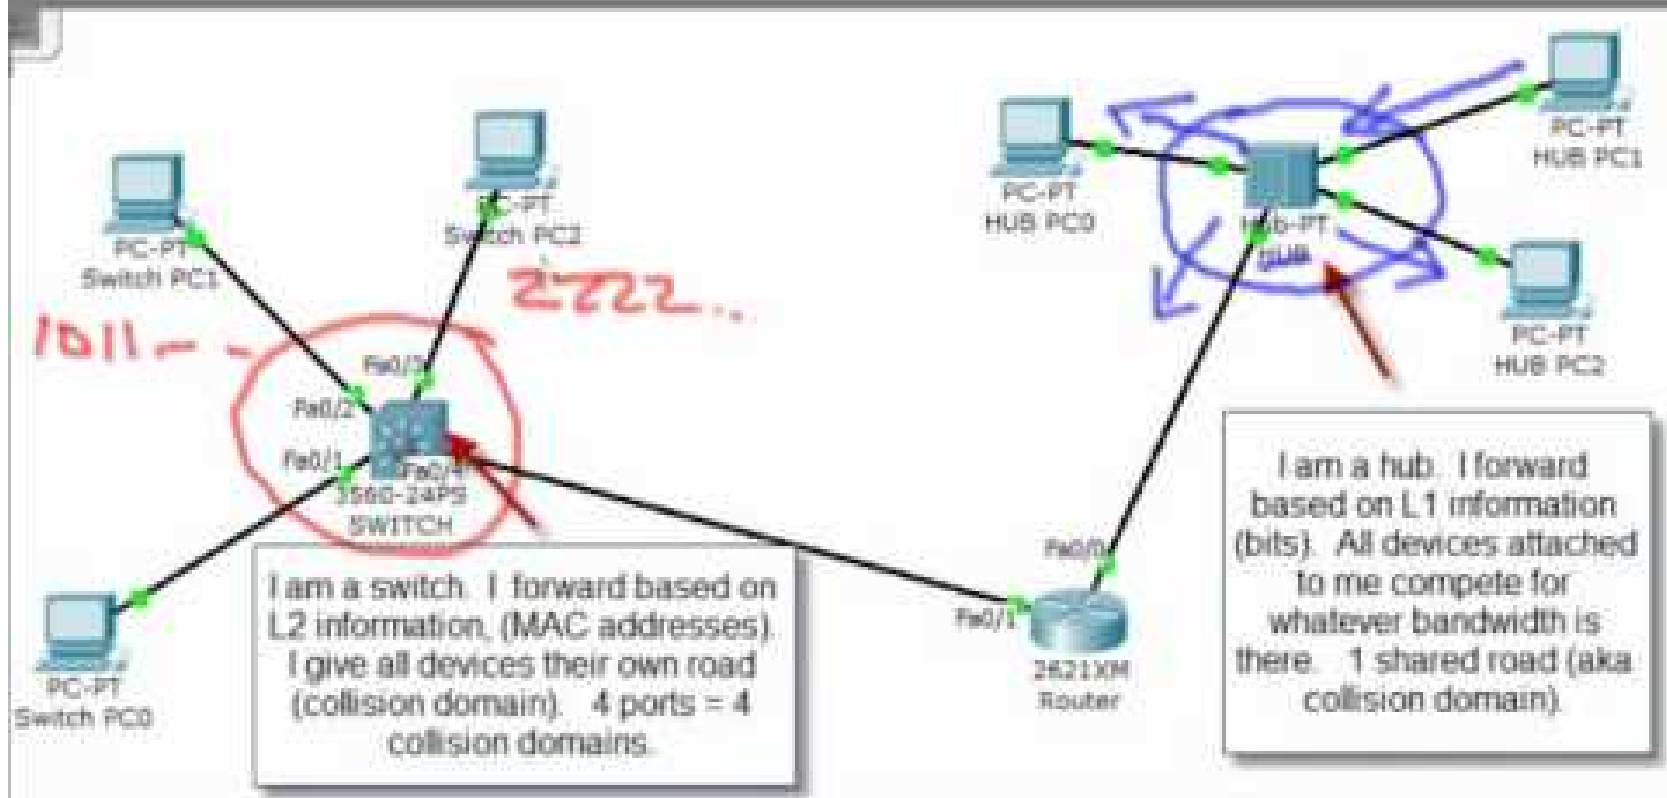 PC-PT
Switch PC1
PC-PT
Switch PC2
1011
2222...
Fa0/3
Fa0/2
Fa0/1
Fa0/4
3560-24PS
SWITCH
PC-PT
Switch PC0
I am a switch. I forward based on
L2 information, (MAC addresses).
I give all devices their own road
(collision domain). 4 ports = 4
collision domains.
PC-PT
HUB PC0
PC-PT
HUB PC1
Hub-PT
HUB
PC-PT
HUB PC2
Fa0/0
Fa0/1
2621XM
Router
I am a hub. I forward
based on L1 information
(bits). All devices attached
to me compete for
whatever bandwidth is
there. 1 shared road (aka
collision domain).